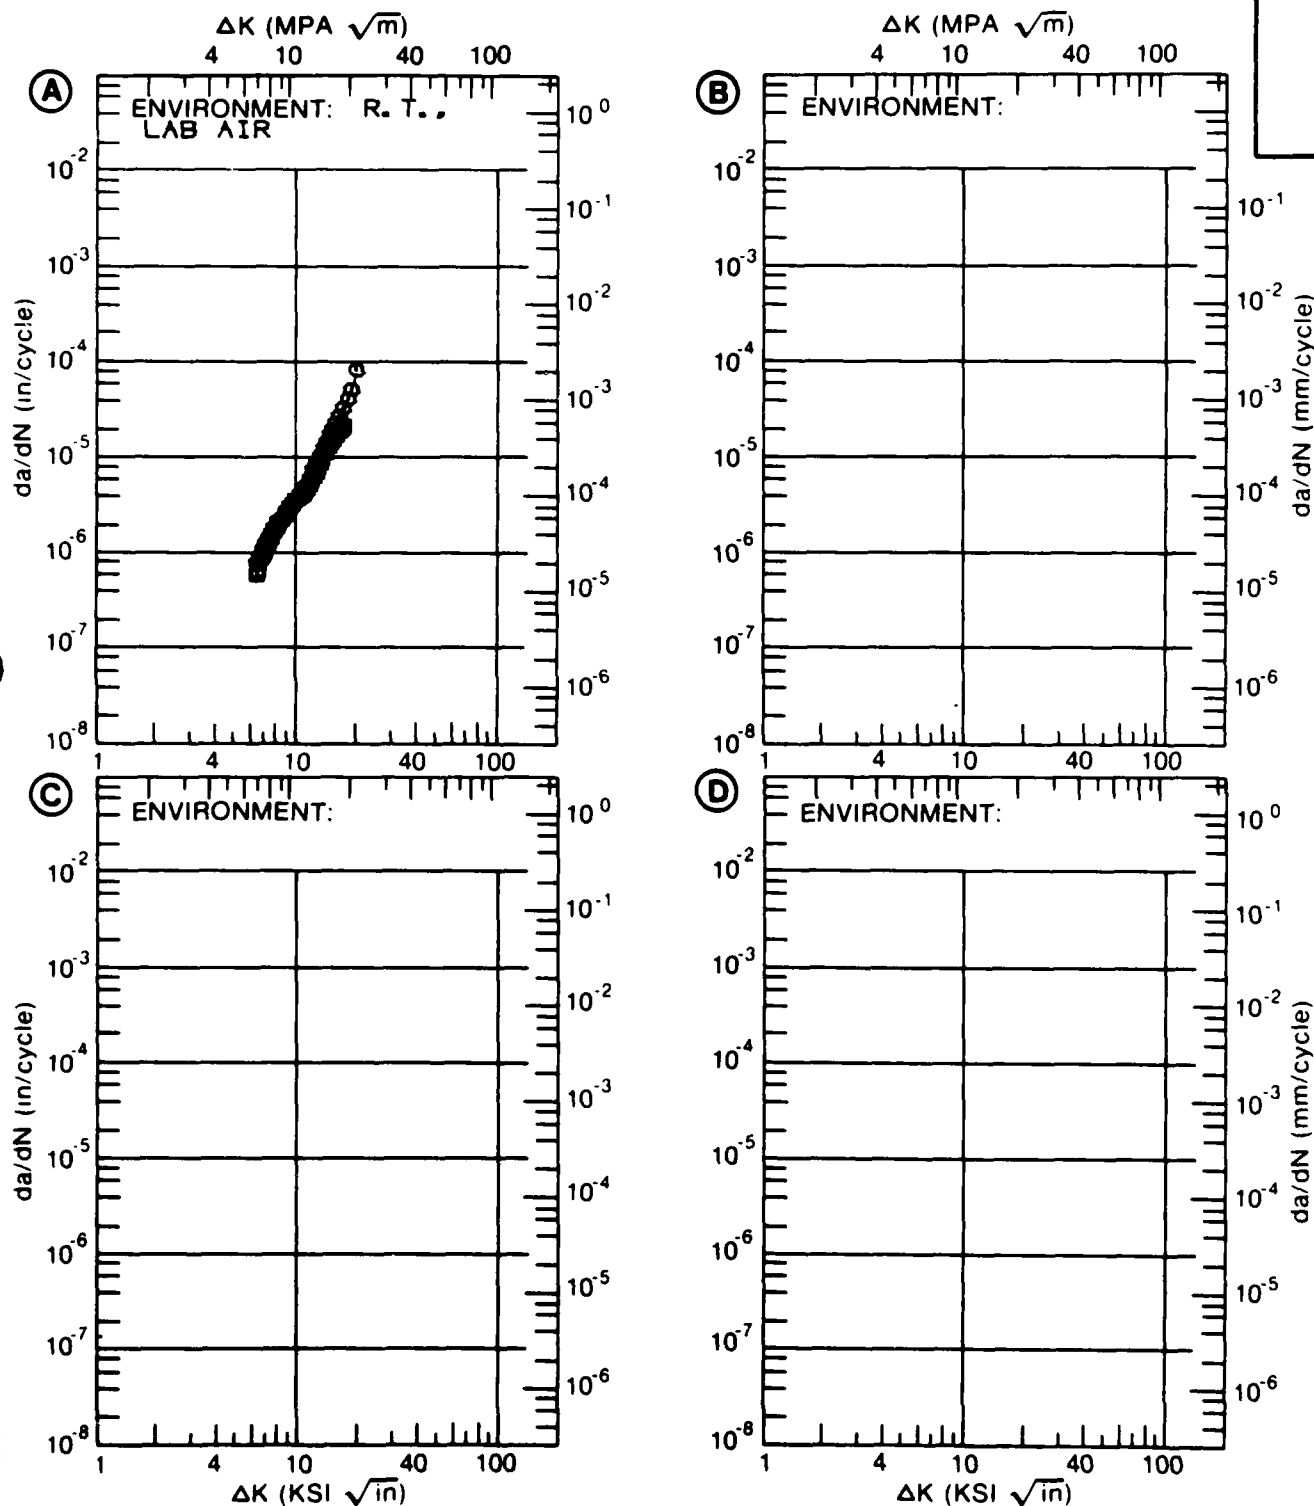 ΔK (MPA √m)
4 10 40 100
A
ENVIRONMENT: R.T.,
LAB AIR
da/dN (in/cycle)
10⁻²
10⁻³
10⁻⁴
10⁻⁵
10⁻⁶
10⁻⁷
10⁻⁸
10⁰
10⁻¹
10⁻²
10⁻³
10⁻⁴
10⁻⁵
10⁻⁶
1 4 10 40 100
ΔK (MPA √m)
4 10 40 100
B
ENVIRONMENT:
10⁻²
10⁻³
10⁻⁴
10⁻⁵
10⁻⁶
10⁻⁷
10⁻⁸
10⁻¹
10⁻²
10⁻³
10⁻⁴
10⁻⁵
10⁻⁶
da/dN (mm/cycle)
1 4 10 40 100
C
ENVIRONMENT:
da/dN (in/cycle)
10⁻²
10⁻³
10⁻⁴
10⁻⁵
10⁻⁶
10⁻⁷
10⁻⁸
10⁰
10⁻¹
10⁻²
10⁻³
10⁻⁴
10⁻⁵
10⁻⁶
1 4 10 40 100
ΔK (KSI √in)
D
ENVIRONMENT:
10⁻²
10⁻³
10⁻⁴
10⁻⁵
10⁻⁶
10⁻⁷
10⁻⁸
10⁰
10⁻¹
10⁻²
10⁻³
10⁻⁴
10⁻⁵
10⁻⁶
da/dN (mm/cycle)
1 4 10 40 100
ΔK (KSI √in)